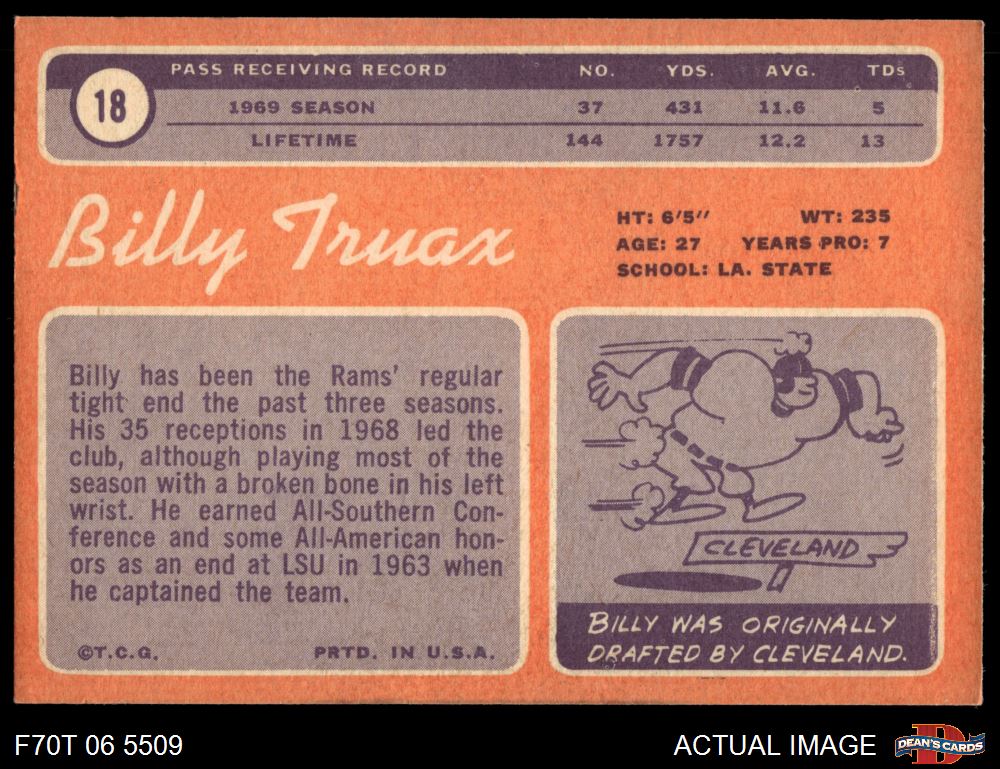 18
PASS RECEIVING RECORD NO. YDS. AVG. TDs
1969 SEASON 37 431 11.6 5
LIFETIME 144 1757 12.2 13
Billy Truax
HT: 6'5" WT: 235
AGE: 27 YEARS PRO: 7
SCHOOL: LA. STATE
Billy has been the Rams' regular
tight end the past three seasons.
His 35 receptions in 1968 led the
club, although playing most of the
season with a broken bone in his left
wrist. He earned All-Southern Con-
ference and some All-American hon-
ors as an end at LSU in 1963 when
he captained the team.
©T.C.G. PRTD. IN U.S.A.
CLEVELAND
BILLY WAS ORIGINALLY
DRAFTED BY CLEVELAND.
F70T 06 5509
ACTUAL IMAGE
D
DEAN'S CARDS